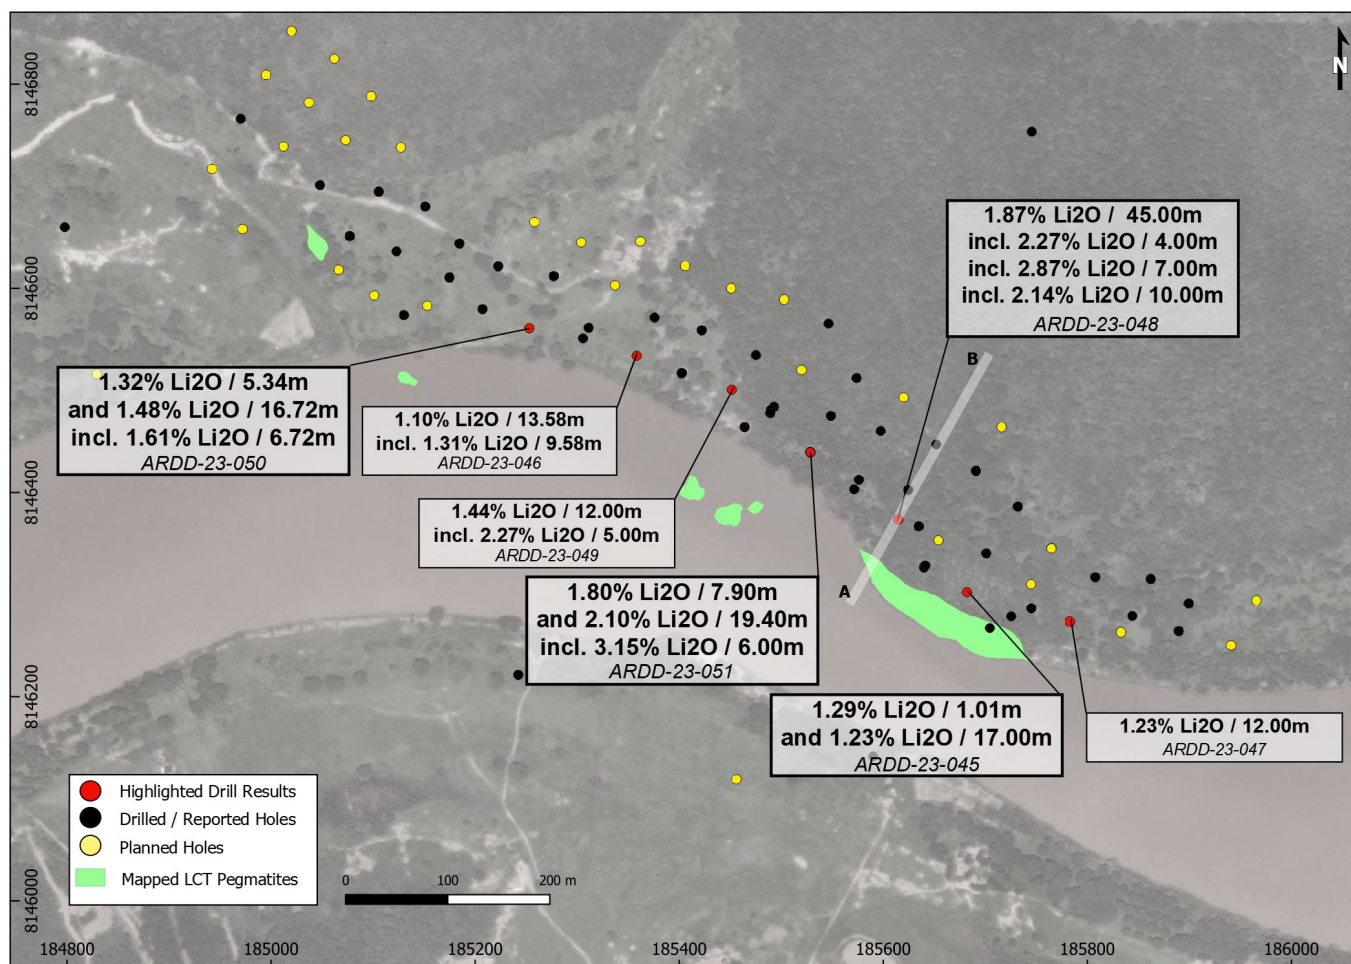 N
8146800
8146600
8146400
8146200
8146000
1.87% Li2O / 45.00m
incl. 2.27% Li2O / 4.00m
incl. 2.87% Li2O / 7.00m
incl. 2.14% Li2O / 10.00m
ARDD-23-048
B
A
1.32% Li2O / 5.34m
and 1.48% Li2O / 16.72m
incl. 1.61% Li2O / 6.72m
ARDD-23-050
1.10% Li2O / 13.58m
incl. 1.31% Li2O / 9.58m
ARDD-23-046
1.44% Li2O / 12.00m
incl. 2.27% Li2O / 5.00m
ARDD-23-049
1.80% Li2O / 7.90m
and 2.10% Li2O / 19.40m
incl. 3.15% Li2O / 6.00m
ARDD-23-051
1.29% Li2O / 1.01m
and 1.23% Li2O / 17.00m
ARDD-23-045
1.23% Li2O / 12.00m
ARDD-23-047
Highlighted Drill Results
Drilled / Reported Holes
Planned Holes
Mapped LCT Pegmatites
0 100 200 m
184800 185000 185200 185400 185600 185800 186000